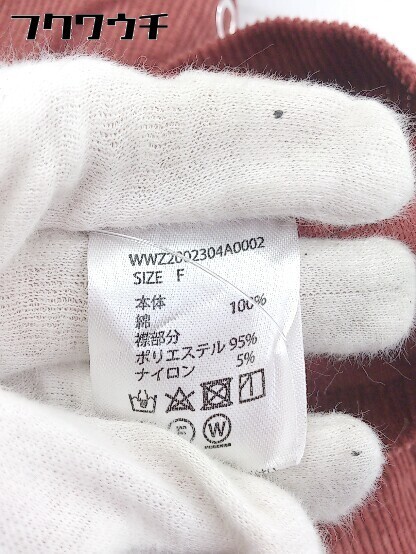 フクワウチ
WWZ2002304A0002
SIZE F
本体
綿 100%
襟部分
ポリエステル 95%
ナイロン 5%
W